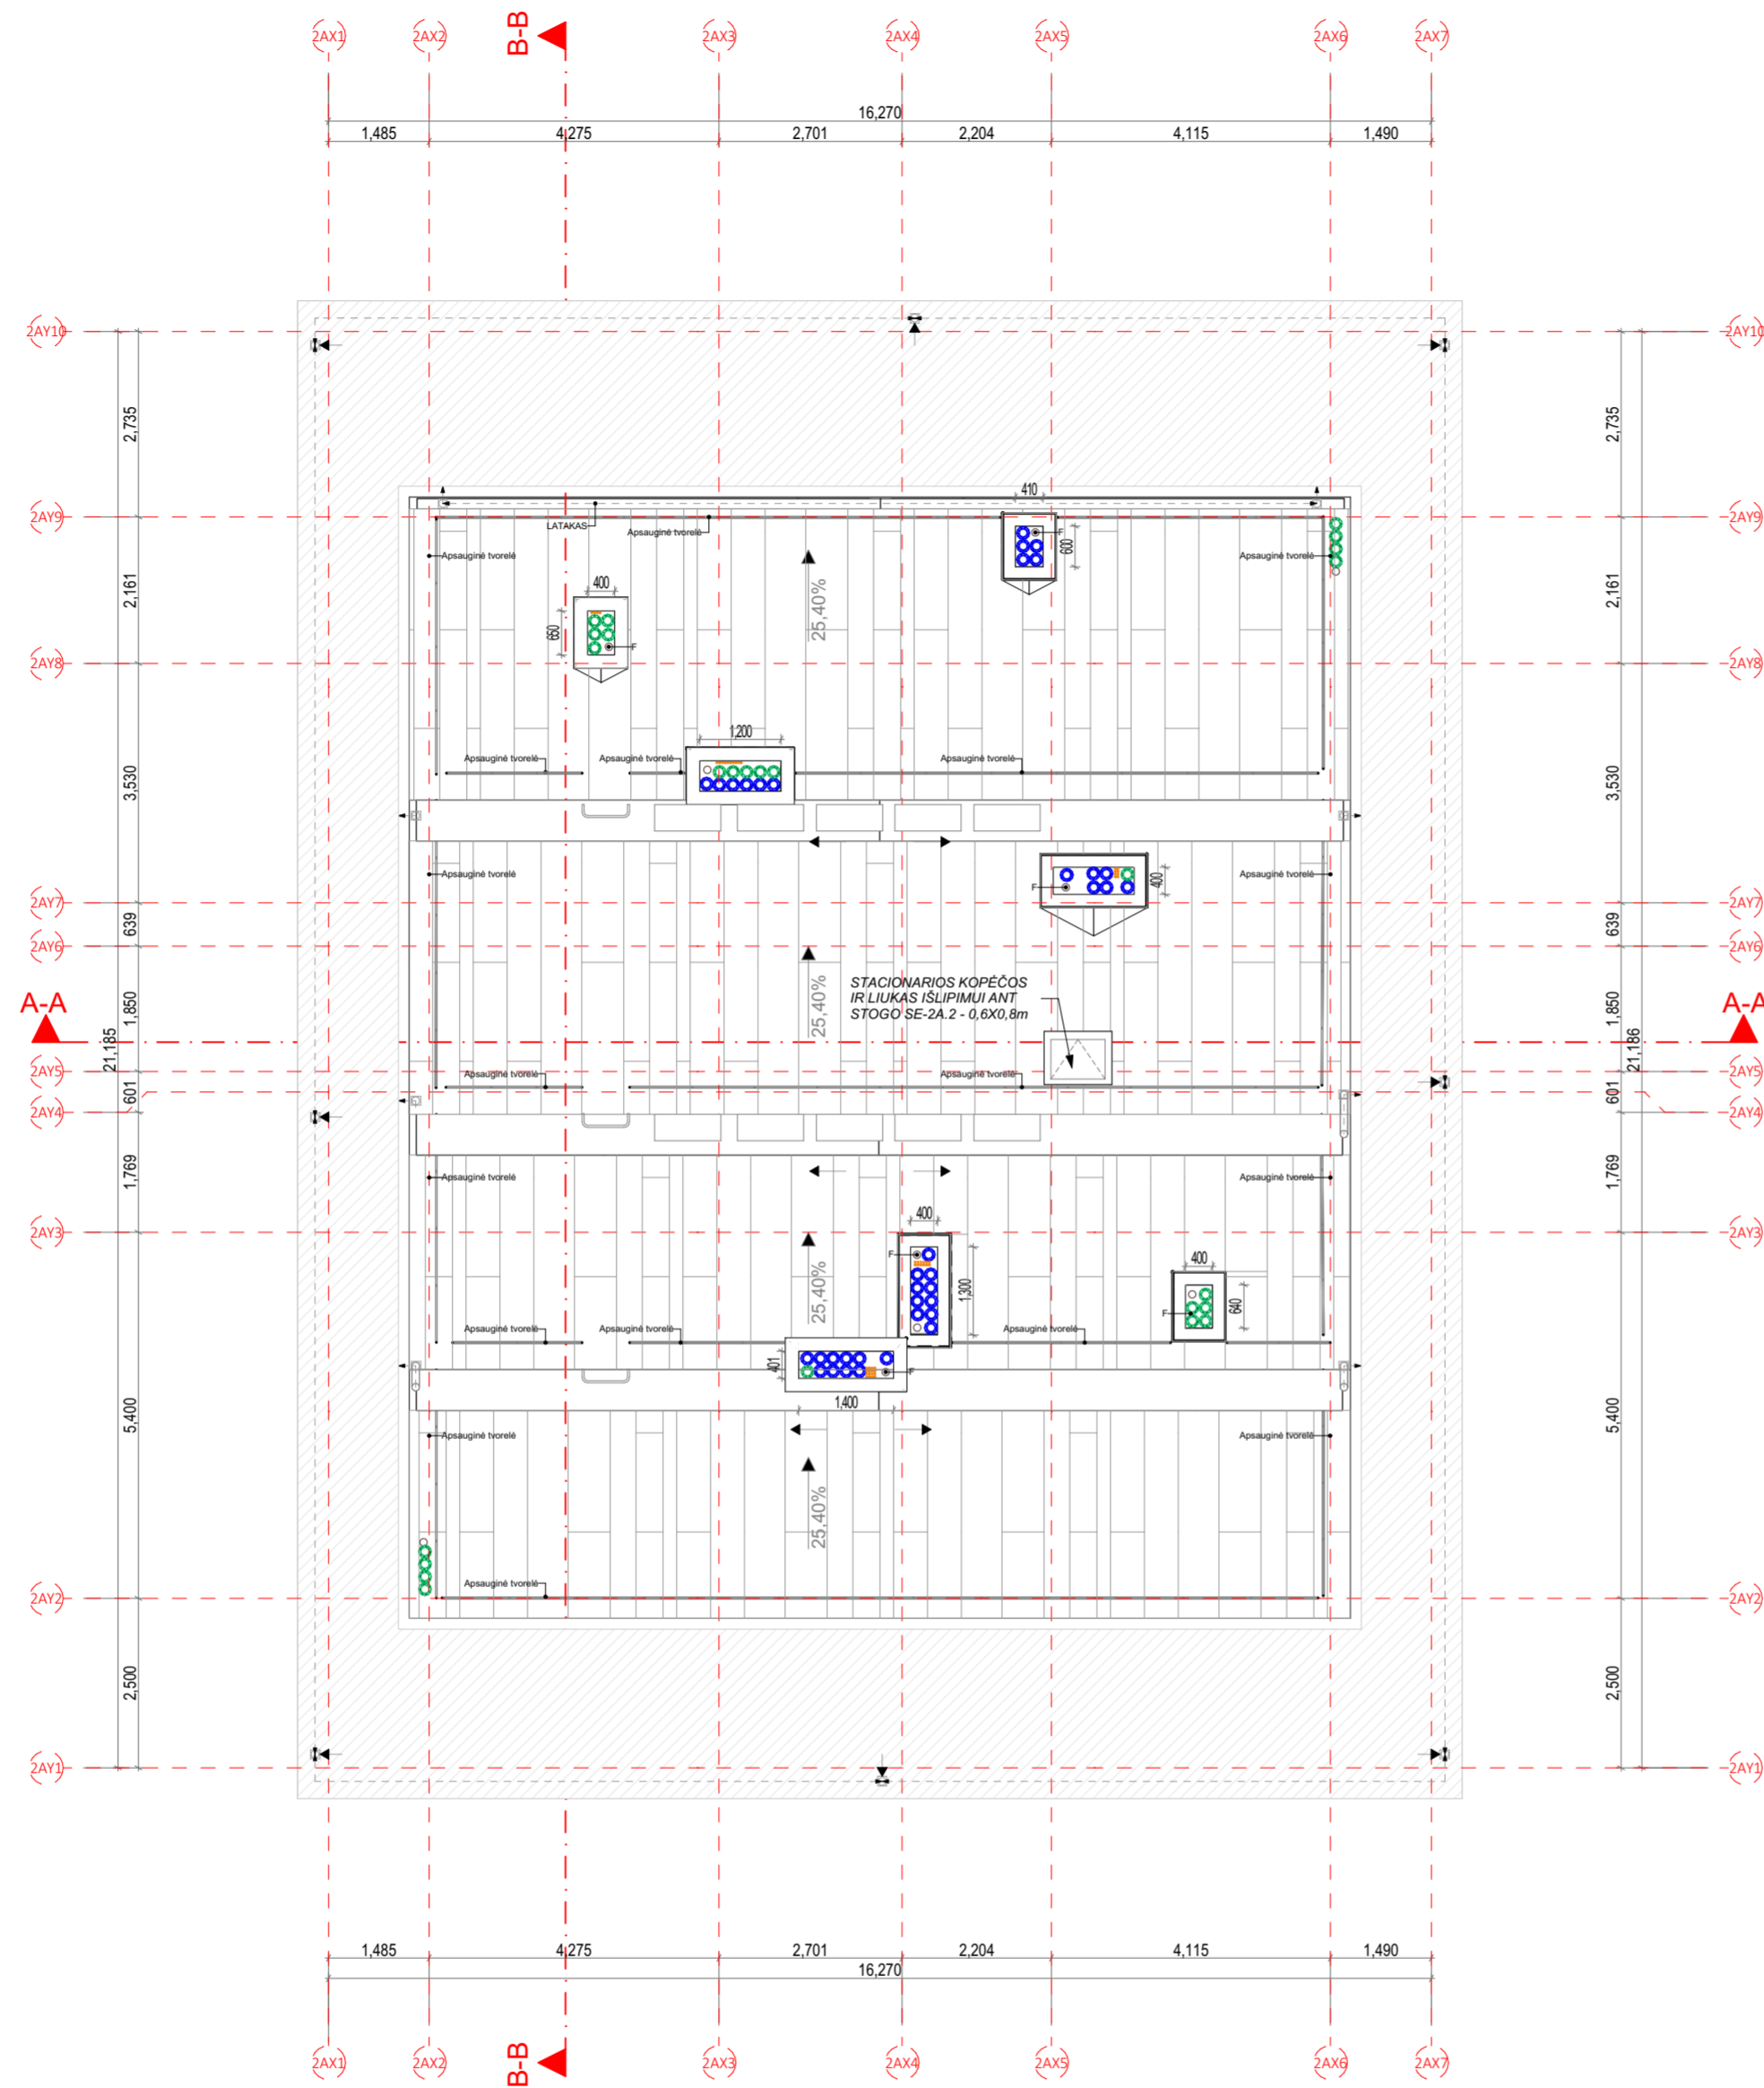 2AX1 2AX2 B-B 2AX3 2AX4 2AX5 2AX6 2AX7
16,270
1,485 4,275 2,701 2,204 4,115 1,490
2AY10 2AY10
2,735 2,735
410
2AY9 2AY9
LATAKAS
Apsauginė tvorelė
F
600
Apsauginė tvorelė Apsauginė tvorelė
400
25,40%
2,161 2,161
650
F
2AY8 2AY8
1,200
Apsauginė tvorelė Apsauginė tvorelė Apsauginė tvorelė
3,530 3,530
Apsauginė tvorelė Apsauginė tvorelė
F
400
2AY7 2AY7
639 639
2AY6 2AY6
25,40%
STACIONARIOS KOPĖČOS
IR LIUKAS IŠLIPIMUI ANT
STOGO SE-2A.2 - 0,6X0,8m
A-A A-A
1,850 1,850
21,185 21,186
2AY5 2AY5
Apsauginė tvorelė Apsauginė tvorelė
601 601
2AY4 2AY4
1,769 1,769
Apsauginė tvorelė Apsauginė tvorelė
400
2AY3 2AY3
F
400
25,40%
1,300
640
F
Apsauginė tvorelė Apsauginė tvorelė Apsauginė tvorelė
401
F
1,400
5,400 5,400
Apsauginė tvorelė Apsauginė tvorelė
25,40%
Apsauginė tvorelė
2AY2 2AY2
2,500 2,500
2AY1 2AY1
1,485 4,275 2,701 2,204 4,115 1,490
16,270
2AX1 2AX2 B-B 2AX3 2AX4 2AX5 2AX6 2AX7